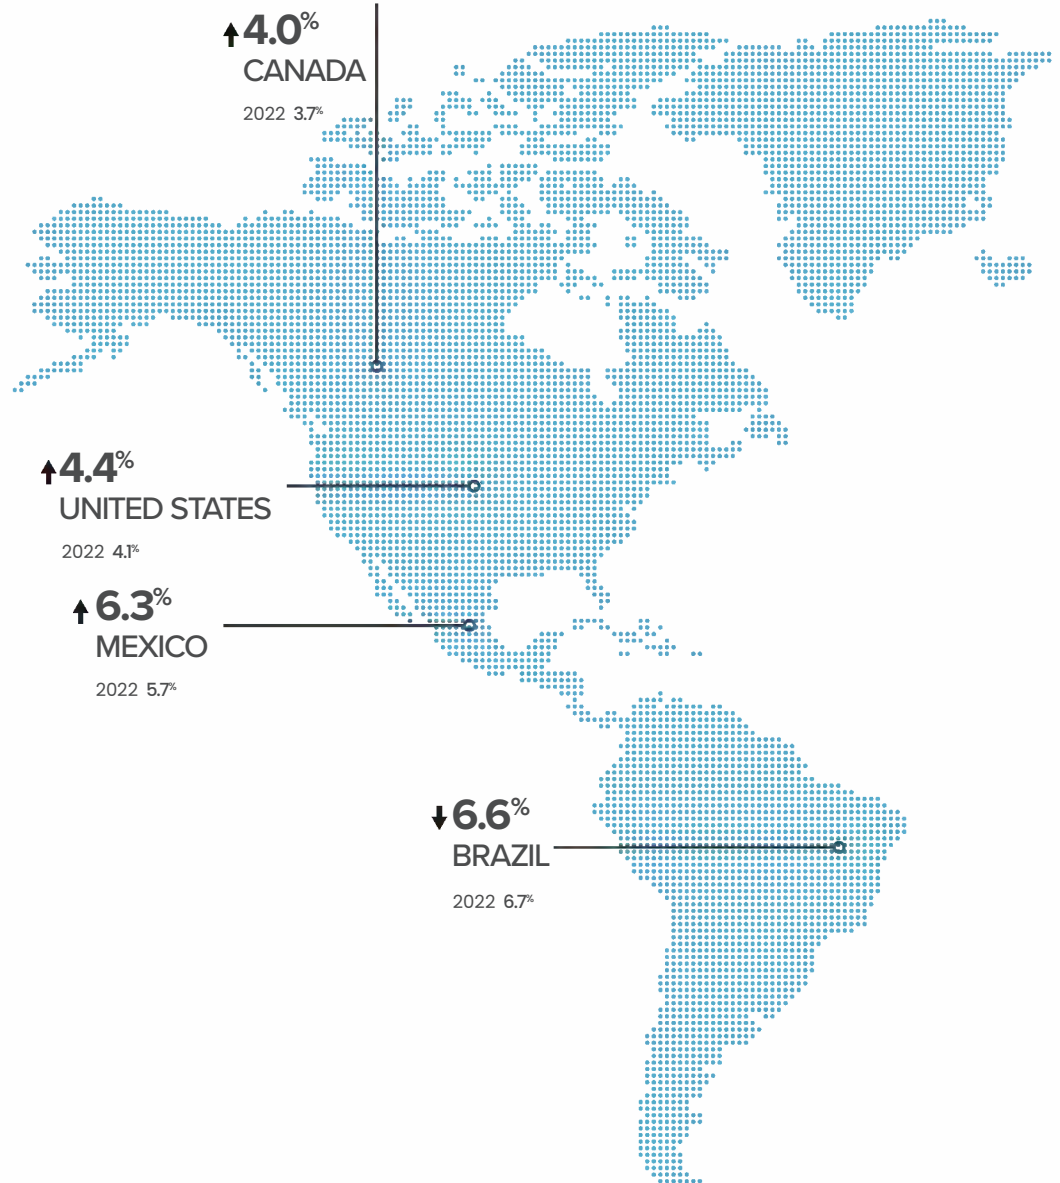 4.0%
CANADA
2022 3.7%
4.4%
UNITED STATES
2022 4.1%
6.3%
MEXICO
2022 5.7%
6.6%
BRAZIL
2022 6.7%